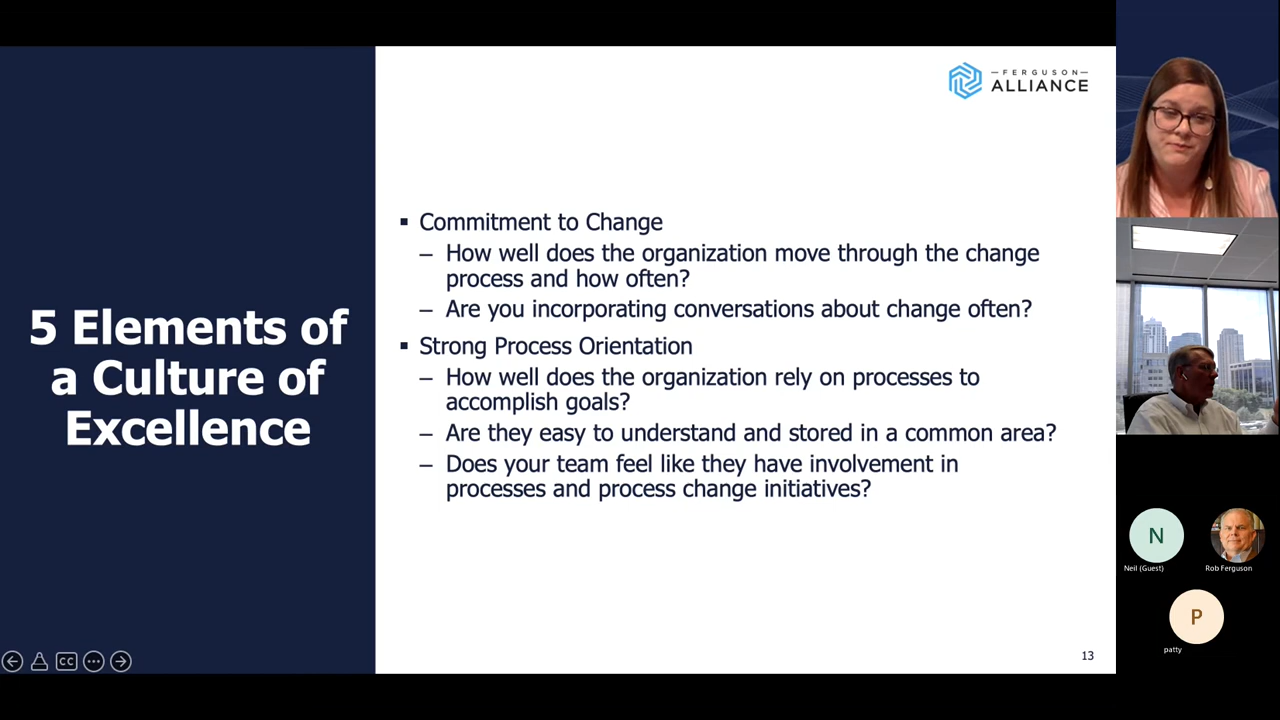 5 Elements of
a Culture of
Excellence
— FERGUSON —
ALLIANCE
▪ Commitment to Change
– How well does the organization move through the change
process and how often?
– Are you incorporating conversations about change often?
▪ Strong Process Orientation
– How well does the organization rely on processes to
accomplish goals?
– Are they easy to understand and stored in a common area?
– Does your team feel like they have involvement in
processes and process change initiatives?
13
CC
N
Neil (Guest)
Rob Ferguson
P
patty